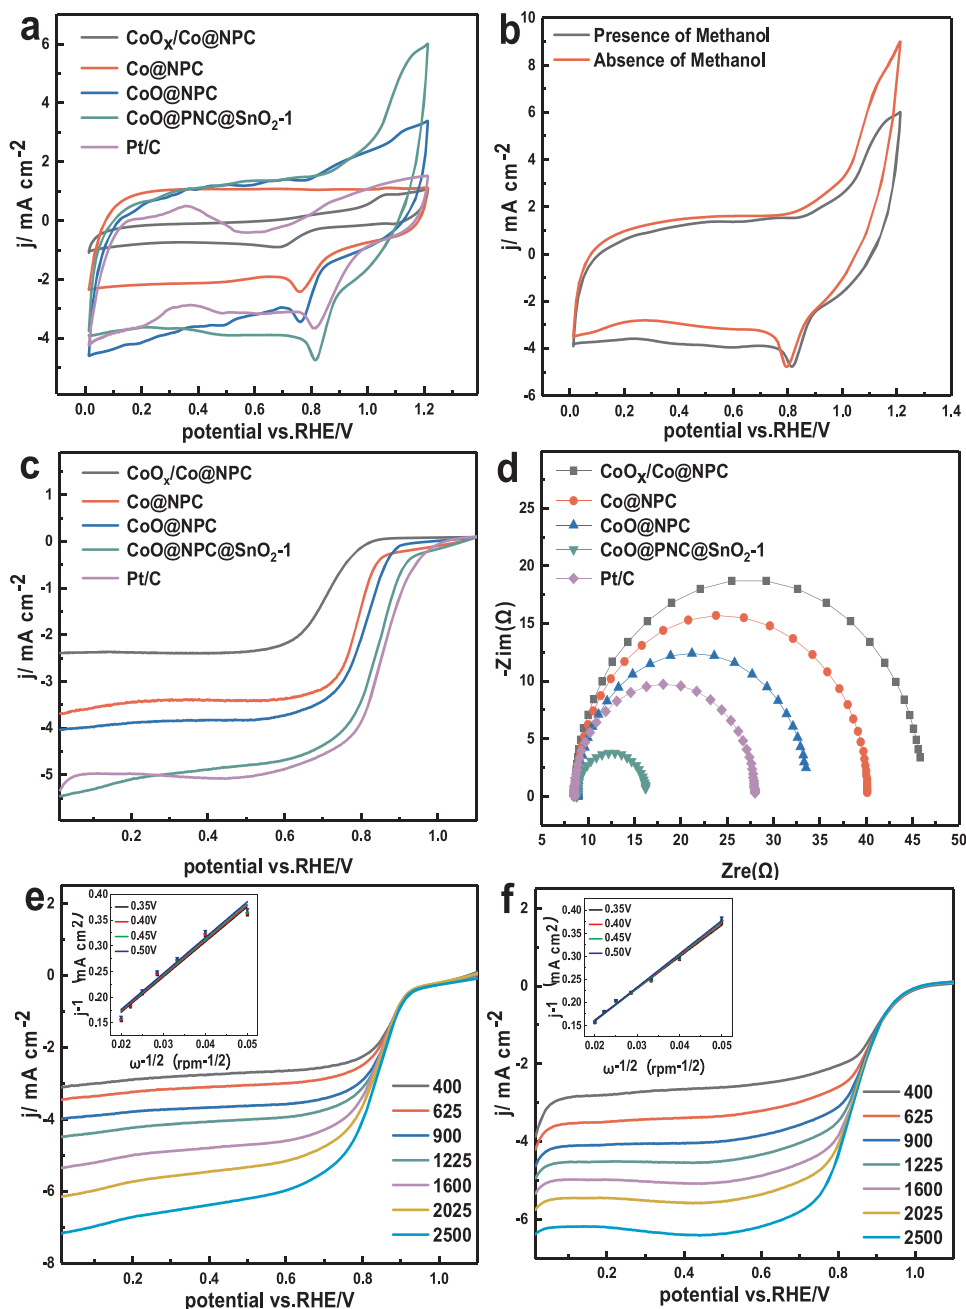 a
CoOx/Co@NPC
Co@NPC
CoO@NPC
CoO@PNC@SnO2-1
Pt/C
6
4
2
0
-2
-4
j/ mA cm-2
0.0 0.2 0.4 0.6 0.8 1.0 1.2
potential vs.RHE/V
b
Presence of Methanol
Absence of Methanol
10
8
6
4
2
0
-2
-4
-6
j/ mA cm-2
0.0 0.2 0.4 0.6 0.8 1.0 1.2 1.4
potential vs.RHE/V
c
CoOx/Co@NPC
Co@NPC
CoO@NPC
CoO@NPC@SnO2-1
Pt/C
0
-1
-2
-3
-4
-5
j/ mA cm-2
0.2 0.4 0.6 0.8 1.0
potential vs.RHE/V
d
CoOX/Co@NPC
Co@NPC
CoO@NPC
CoO@PNC@SnO2-1
Pt/C
25
20
15
10
5
0
-Zim(Ω)
5 10 15 20 25 30 35 40 45 50
Zre(Ω)
e
0.40
0.35
0.30
0.25
0.20
0.15
j-1 (mA cm2)
0.35V
0.40V
0.45V
0.50V
0.02 0.03 0.04 0.05
ω-1/2 (rpm-1/2)
0
-2
-4
-6
-8
j/ mA cm-2
400
625
900
1225
1600
2025
2500
0.2 0.4 0.6 0.8 1.0
potential vs.RHE/V
f
0.40
0.35
0.30
0.25
0.20
0.15
j-1 (mA cm2)
0.35V
0.40V
0.45V
0.50V
0.02 0.03 0.04 0.05
ω-1/2 (rpm-1/2)
0
-2
-4
-6
j/ mA cm-2
400
625
900
1225
1600
2025
2500
0.2 0.4 0.6 0.8 1.0
potential vs.RHE/V